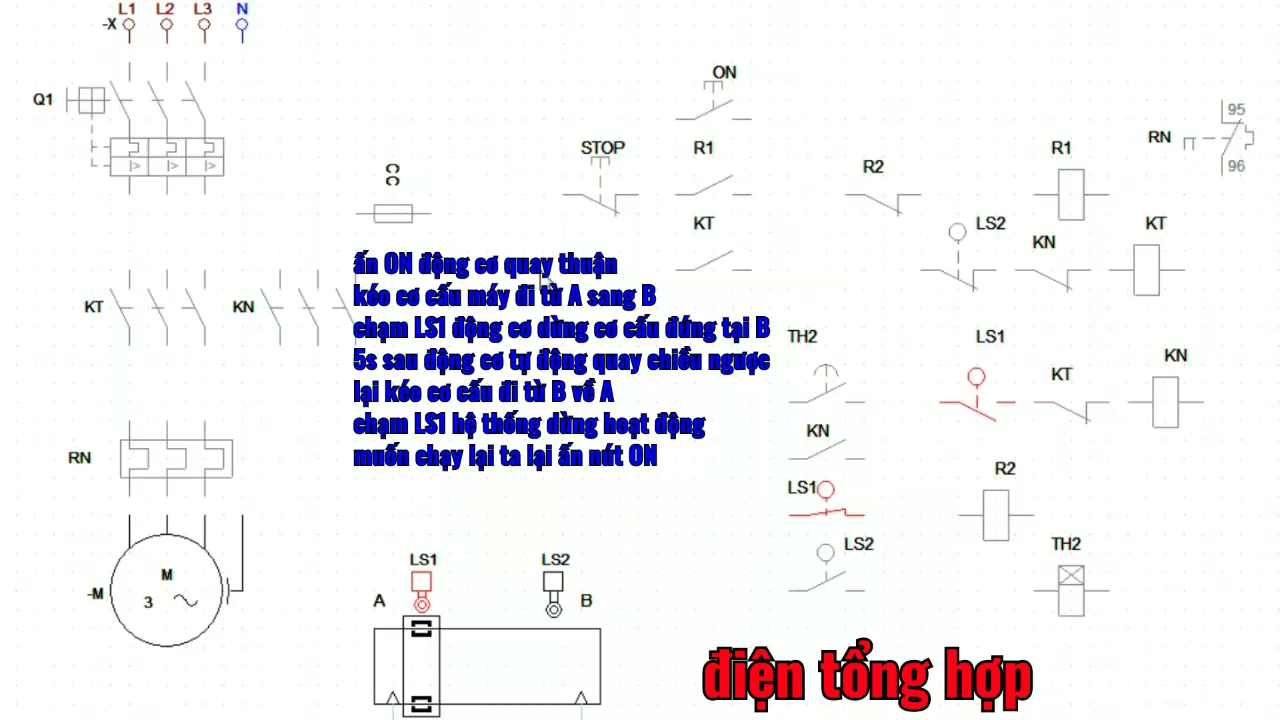 L1 L2 L3 N
-X
ON
Q1
95
RN
96
STOP
R1
R1
CC
R2
LS2
KT
KN
KT
KT
KN
ấn ON động cơ quay thuận
kéo cơ cấu máy đi từ A sang B
chạm LS1 động cơ dừng cơ cấu đứng tại B
5s sau động cơ tự động quay chiều ngược
lại kéo cơ cấu đi từ B về A
chạm LS1 hệ thống dừng hoạt động
muốn chạy lại ta lại ấn nút ON
TH2
LS1
KN
KT
KN
RN
R2
LS1
LS2
TH2
M
3
-M
LS1
LS2
A
B
điện tổng hợp